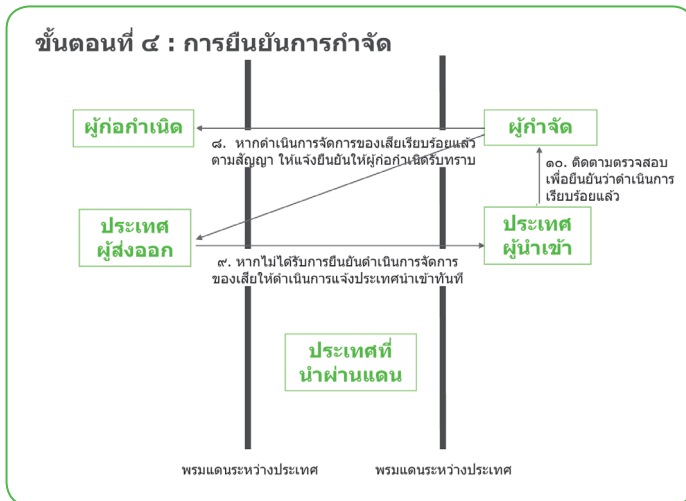 ขั้นตอนที่ ๔ : การยืนยันการกำจัด
ผู้ก่อกำเนิด
ผู้กำจัด
๘. หากดำเนินการจัดการของเสียเรียบร้อยแล้ว
ตามสัญญา ให้แจ้งยืนยันให้ผู้ก่อกำเนิดรับทราบ
๑๐. ติดตามตรวจสอบ
เพื่อยืนยันว่าดำเนินการ
เรียบร้อยแล้ว
ประเทศ
ผู้ส่งออก
ประเทศ
ผู้นำเข้า
๙. หากไม่ได้รับการยืนยันดำเนินการจัดการ
ของเสียให้ดำเนินการแจ้งประเทศนำเข้าทันที
ประเทศที่
นำผ่านแดน
พรมแดนระหว่างประเทศ
พรมแดนระหว่างประเทศ